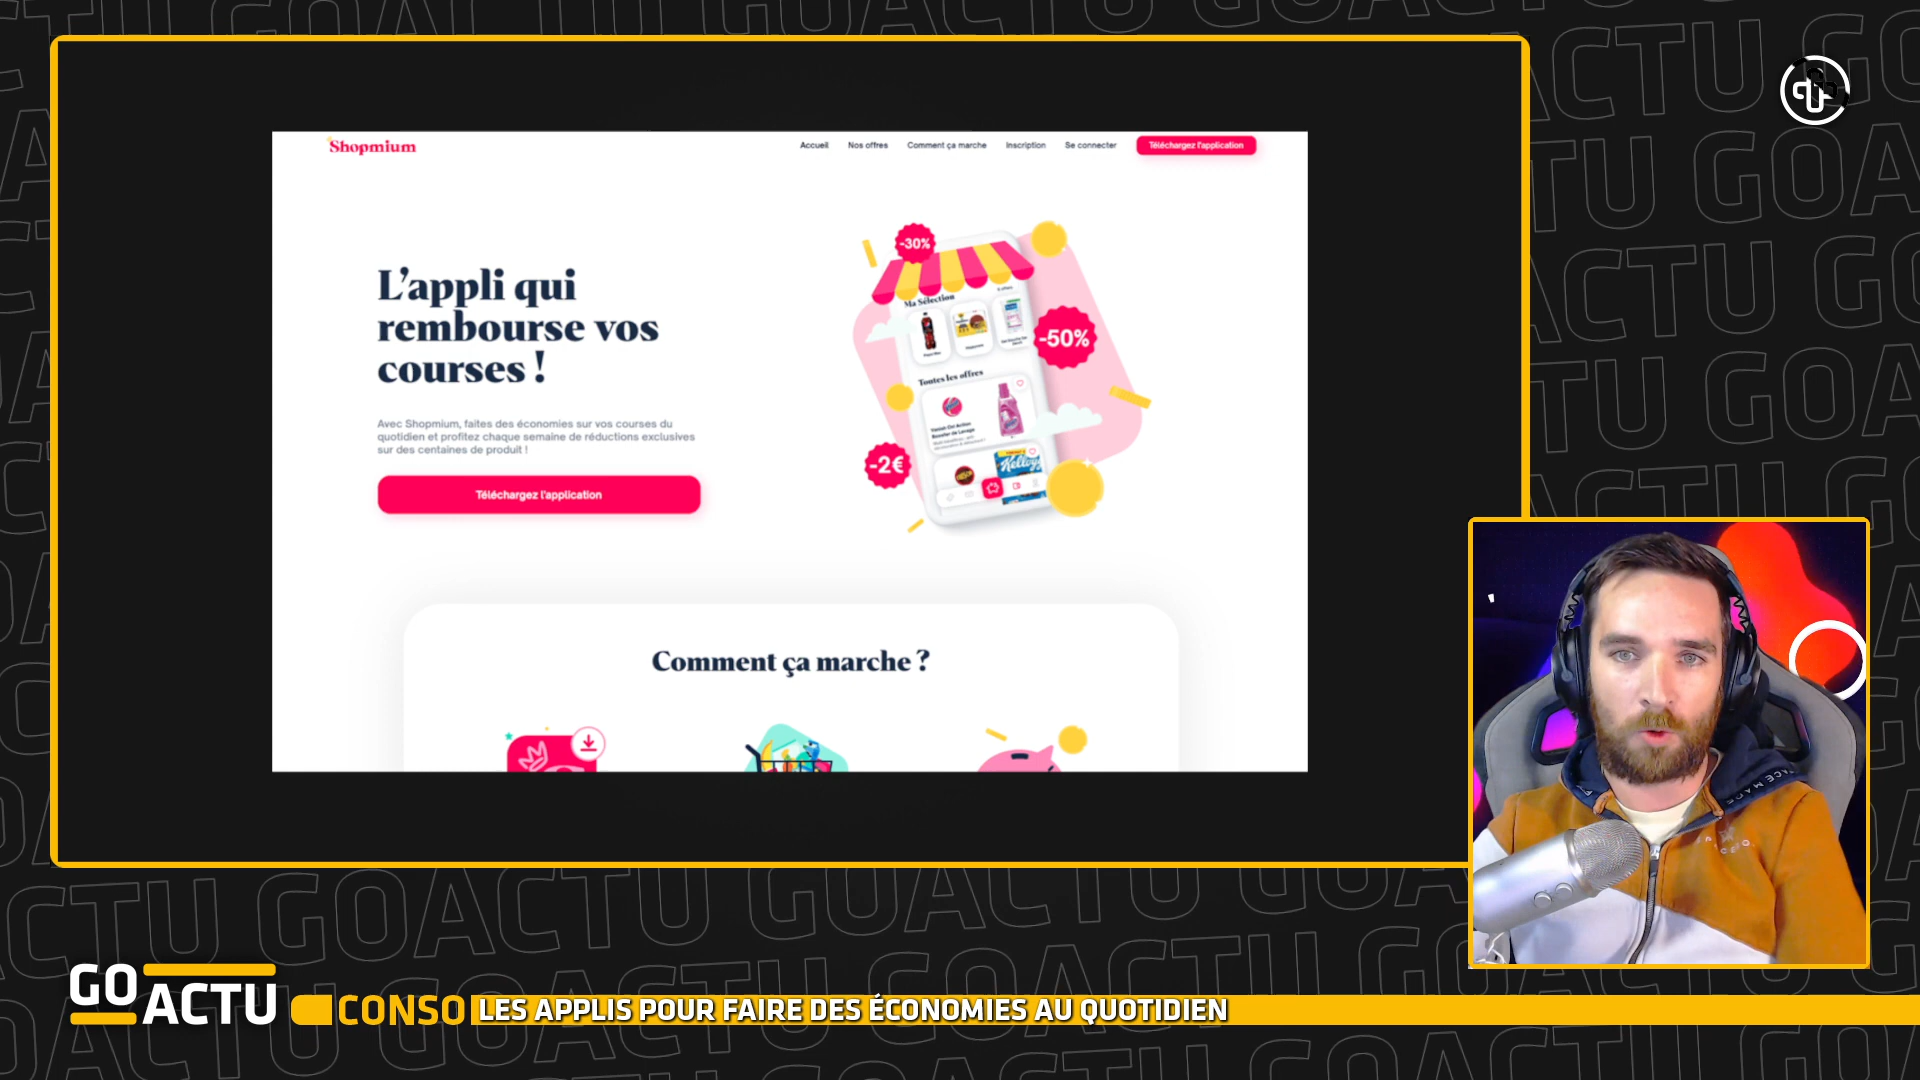 Shopmium
Accueil Nos offres Comment ça marche Inscription Se connecter Téléchargez l'application
L'appli qui
rembourse vos
courses !
Avec Shopmium, faites des économies sur vos courses du
quotidien et profitez chaque semaine de réductions exclusives
sur des centaines de produit !
Téléchargez l'application
-30%
Ma Sélection
-50%
Toutes les offres
Kellogg
-2€
Comment ça marche ?
GO
ACTU
CONSO
LES APPLIS POUR FAIRE DES ÉCONOMIES AU QUOTIDIEN